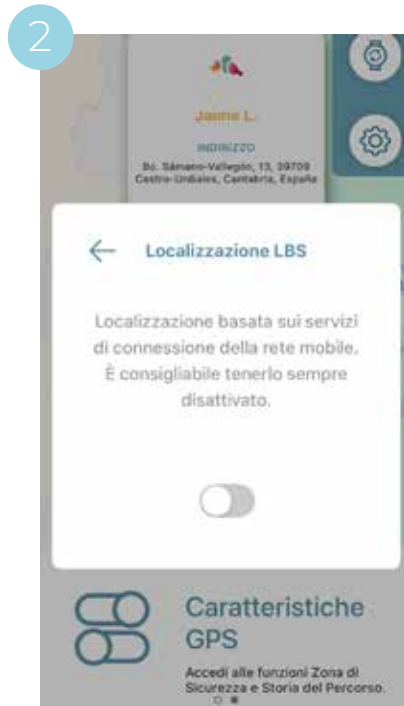 2
Jaume L.
INDIRIZZO
Bo. Sámano-Vallegón, 13, 39709
Castro-Urdiales, Cantabria, España
Localizzazione LBS
Localizzazione basata sui servizi
di connessione della rete mobile.
È consigliabile tenerlo sempre
disattivato.
Caratteristiche
GPS
Accedi alle funzioni Zona di
Sicurezza e Storia del Percorso.